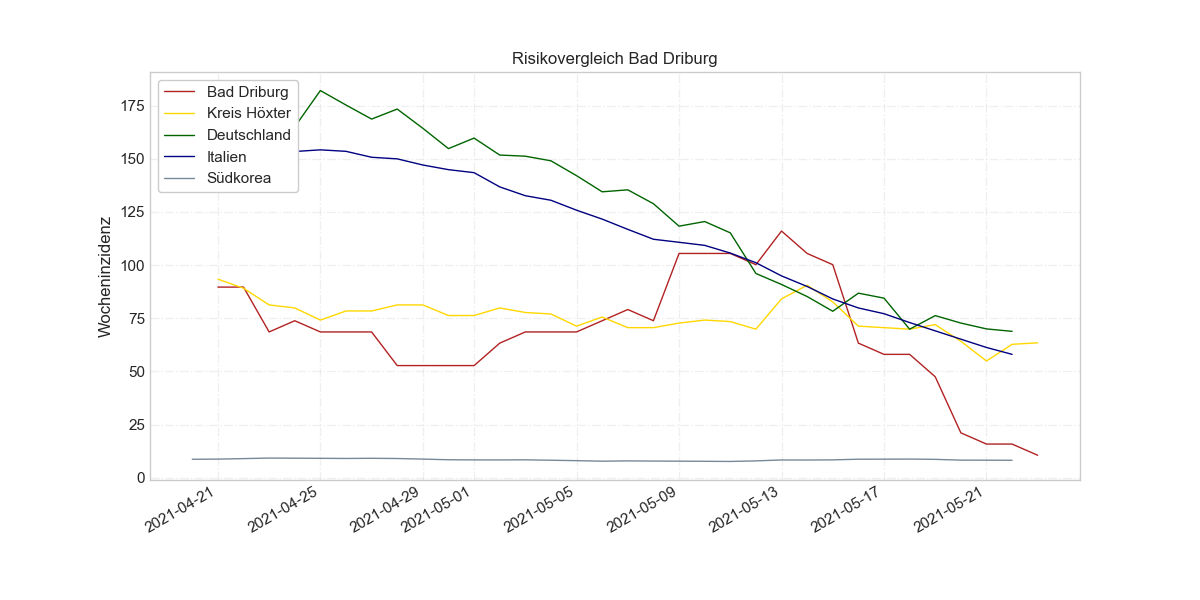 Risikovergleich Bad Driburg
Bad Driburg
Kreis Höxter
Deutschland
Italien
Südkorea
Wocheninzidenz
175
150
125
100
75
50
25
0
2021-04-21
2021-04-25
2021-04-29
2021-05-01
2021-05-05
2021-05-09
2021-05-13
2021-05-17
2021-05-21